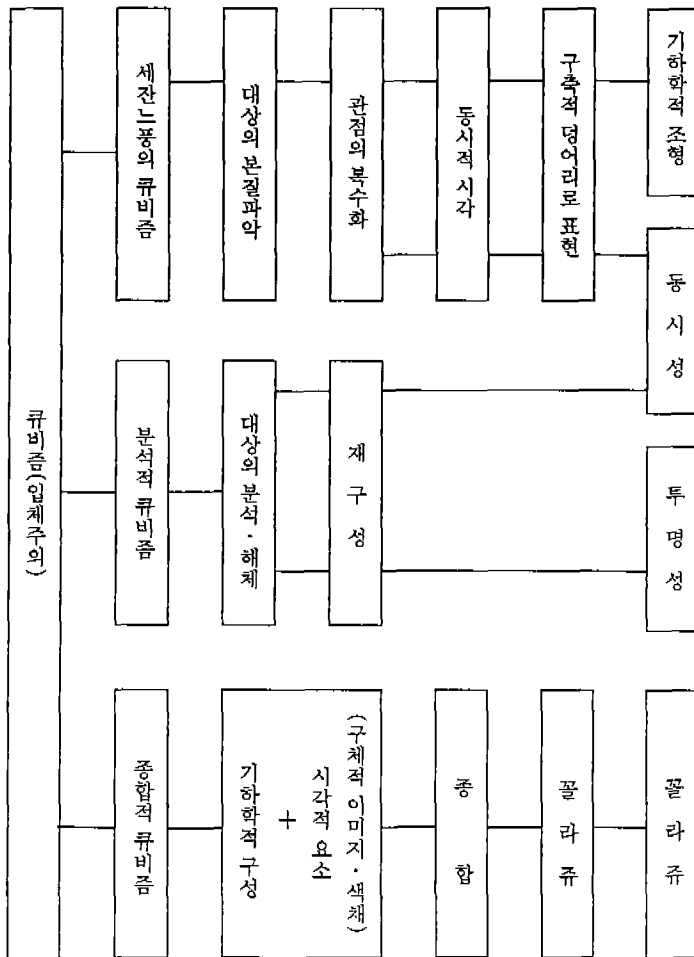 큐비즘(입체주의)
세잔느풍의 큐비즘
대상의 본질파악
관점의 복수화
동시적 시각
구축적 덩어리로 표현
기하학적 조형
동시성
분석적 큐비즘
대상의 분석·해체
재구성
투명성
종합적 큐비즘
기하학적 구성
+
시각적 요소
(구체적 이미지·색채)
종합
꼴라쥬
꼴라쥬